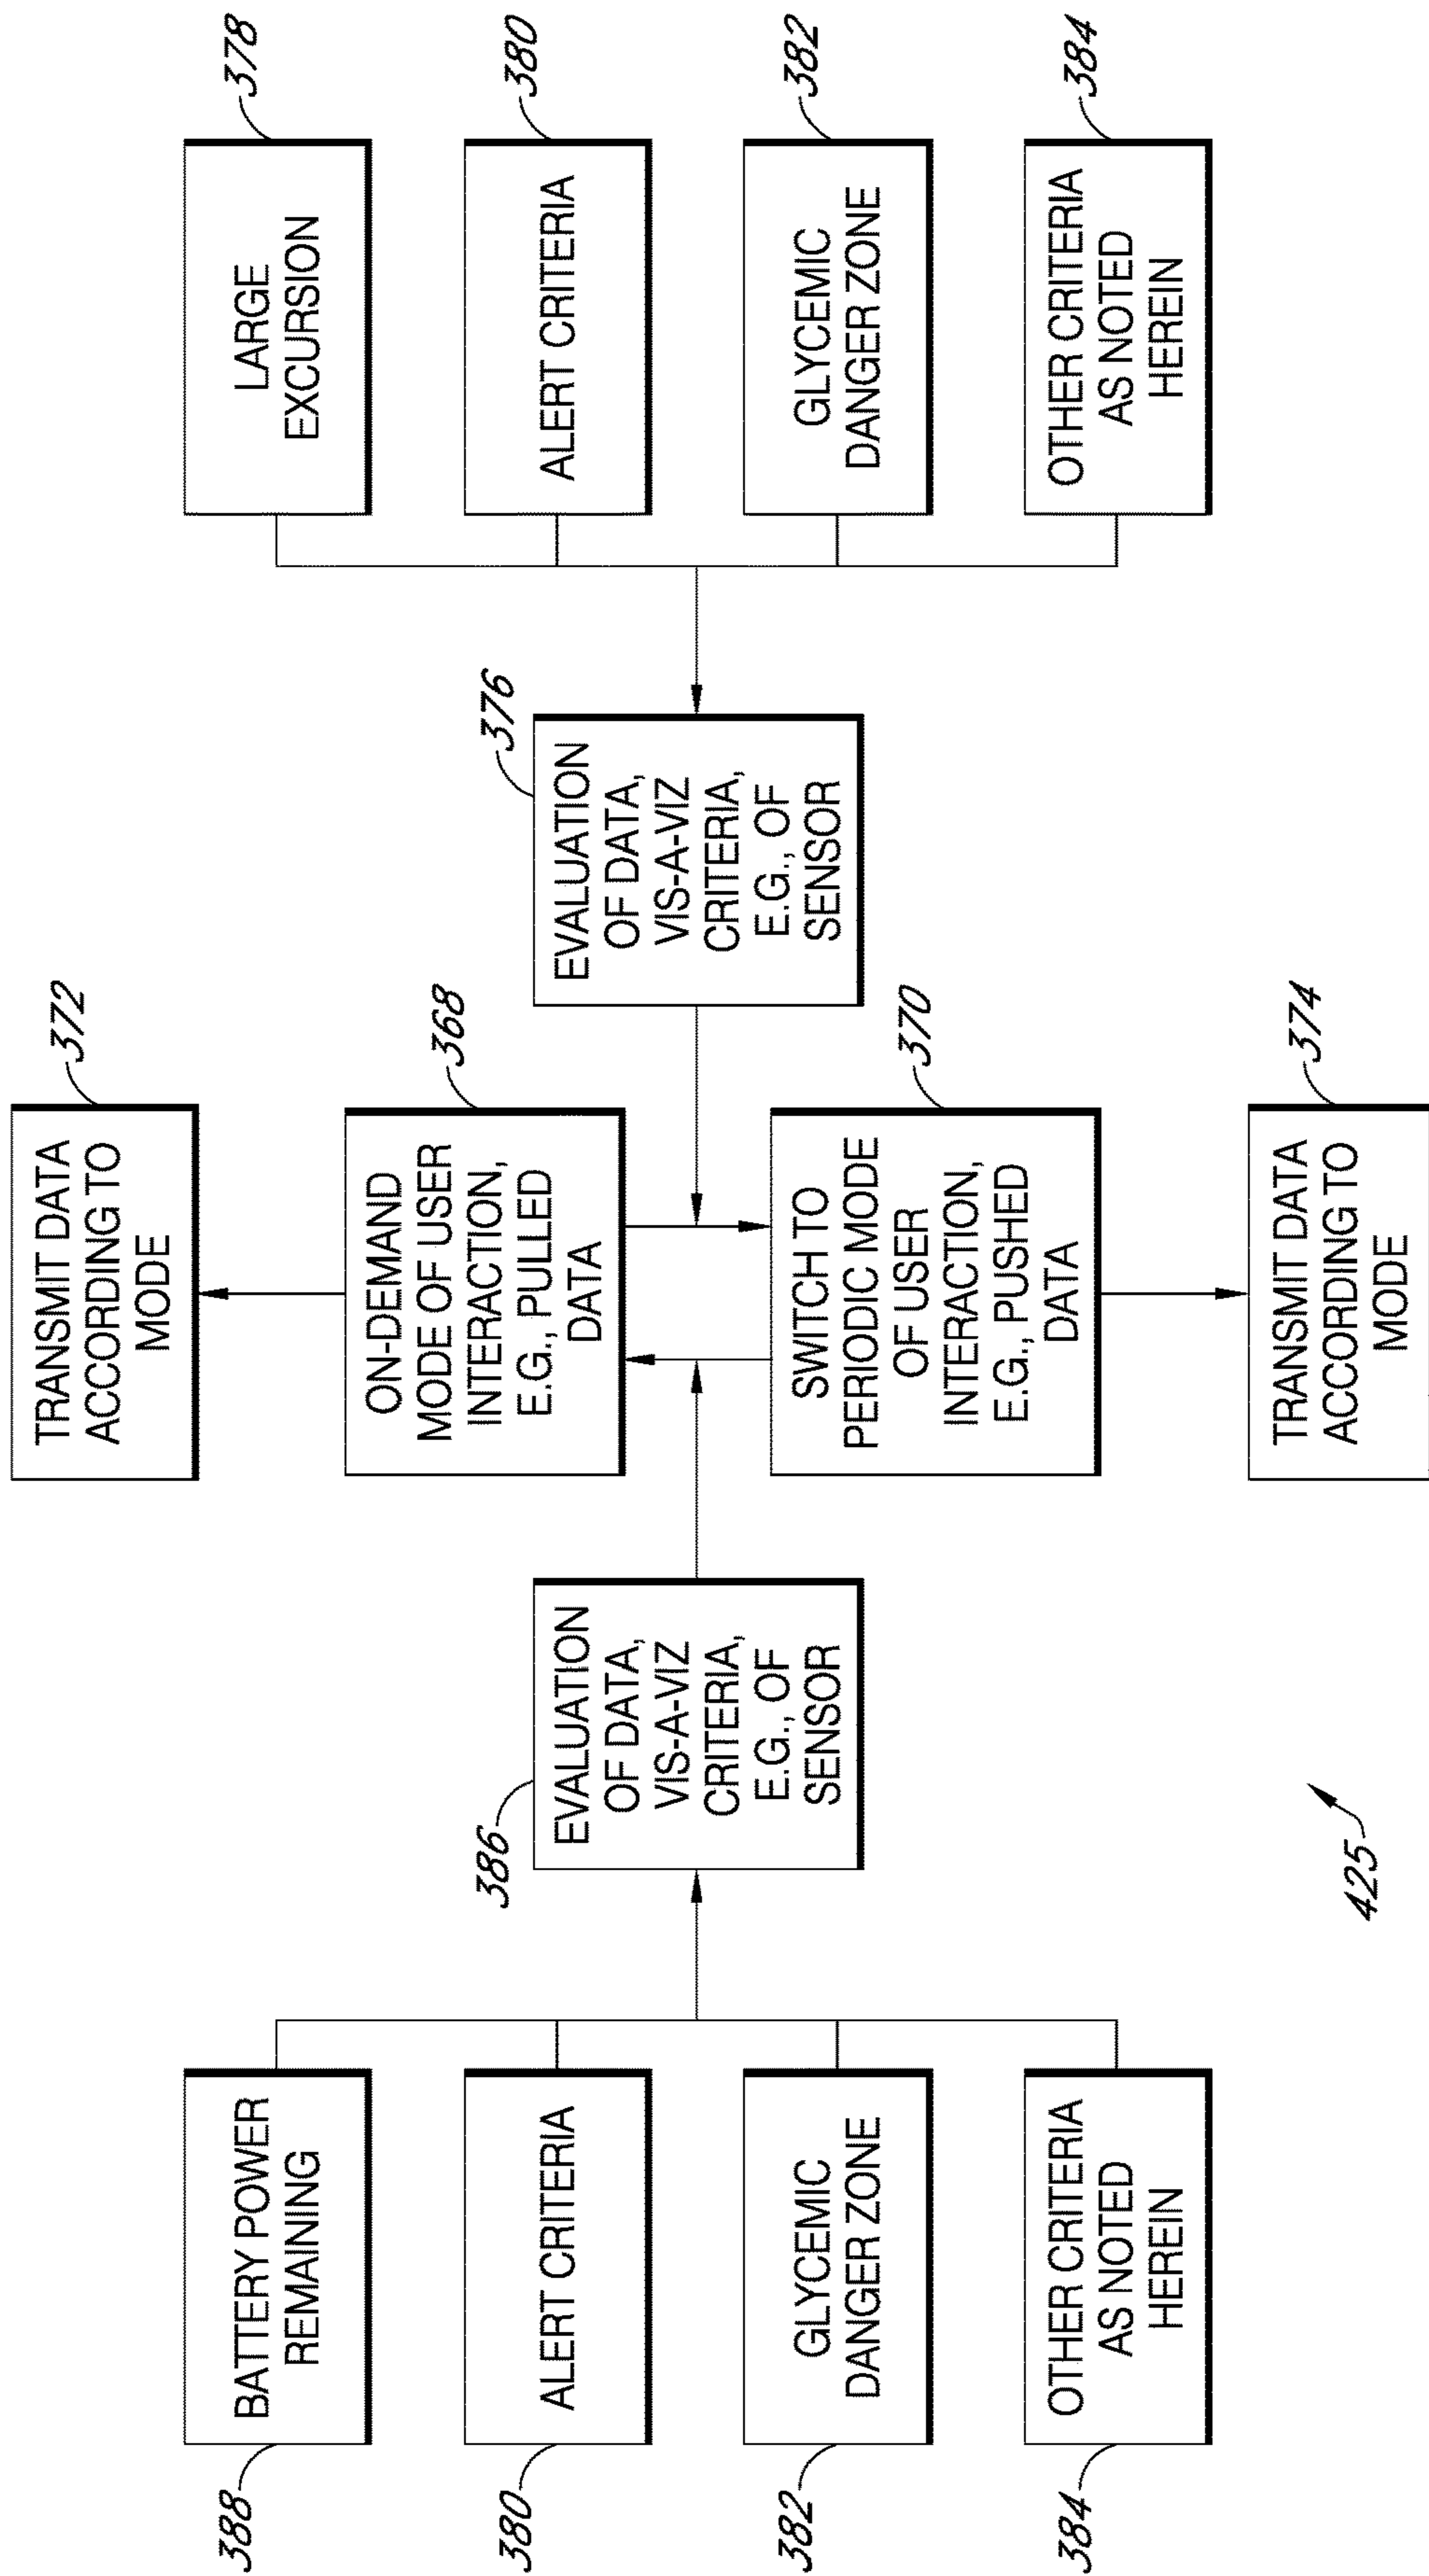 TRANSMIT DATA
ACCORDING TO
MODE
372
BATTERY POWER
REMAINING
388
ON-DEMAND
MODE OF USER
INTERACTION,
E.G., PULLED
DATA
368
LARGE
EXCURSION
378
ALERT CRITERIA
380
EVALUATION
OF DATA,
VIS-A-VIZ
CRITERIA,
E.G., OF
SENSOR
386
EVALUATION
OF DATA,
VIS-A-VIZ
CRITERIA,
E.G., OF
SENSOR
376
ALERT CRITERIA
380
GLYCEMIC
DANGER ZONE
382
SWITCH TO
PERIODIC MODE
OF USER
INTERACTION,
E.G., PUSHED
DATA
370
GLYCEMIC
DANGER ZONE
382
OTHER CRITERIA
AS NOTED
HEREIN
384
OTHER CRITERIA
AS NOTED
HEREIN
384
TRANSMIT DATA
ACCORDING TO
MODE
374
425